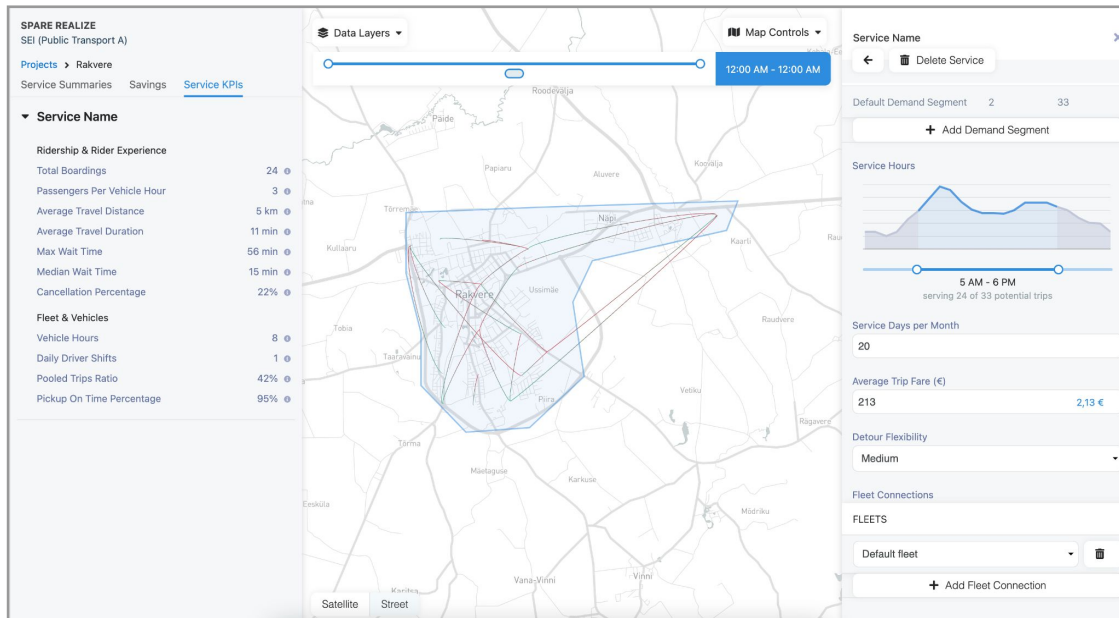 SPARE REALIZE
SEI (Public Transport A)
Projects > Rakvere
Service Summaries Savings Service KPIs
Service Name
Ridership & Rider Experience
Total Boardings 24
Passengers Per Vehicle Hour 3
Average Travel Distance 5 km
Average Travel Duration 11 min
Max Wait Time 56 min
Median Wait Time 15 min
Cancellation Percentage 22%
Fleet & Vehicles
Vehicle Hours 8
Daily Driver Shifts 1
Pooled Trips Ratio 42%
Pickup On Time Percentage 95%
Data Layers
Map Controls
12:00 AM - 12:00 AM
Roodevälja
Päide
Papiaru
Aluvere
Koovälja
Tõrremäe
Näpi
Kaarli
Kullaaru
Rakvere
Ussimäe
Tobia
Raudvere
Taaravainu
Veltiku
Piira
Rägavere
Tõrma
Mäetaguse
Karkuse
Eesküla
Mõdriku
Vana-Vinni
Vinni
Karitsa
Satellite Street
Service Name
Delete Service
Default Demand Segment 2 33
+ Add Demand Segment
Service Hours
5 AM - 6 PM
serving 24 of 33 potential trips
Service Days per Month
20
Average Trip Fare (€)
213 2,13 €
Detour Flexibility
Medium
Fleet Connections
FLEETS
Default fleet
+ Add Fleet Connection